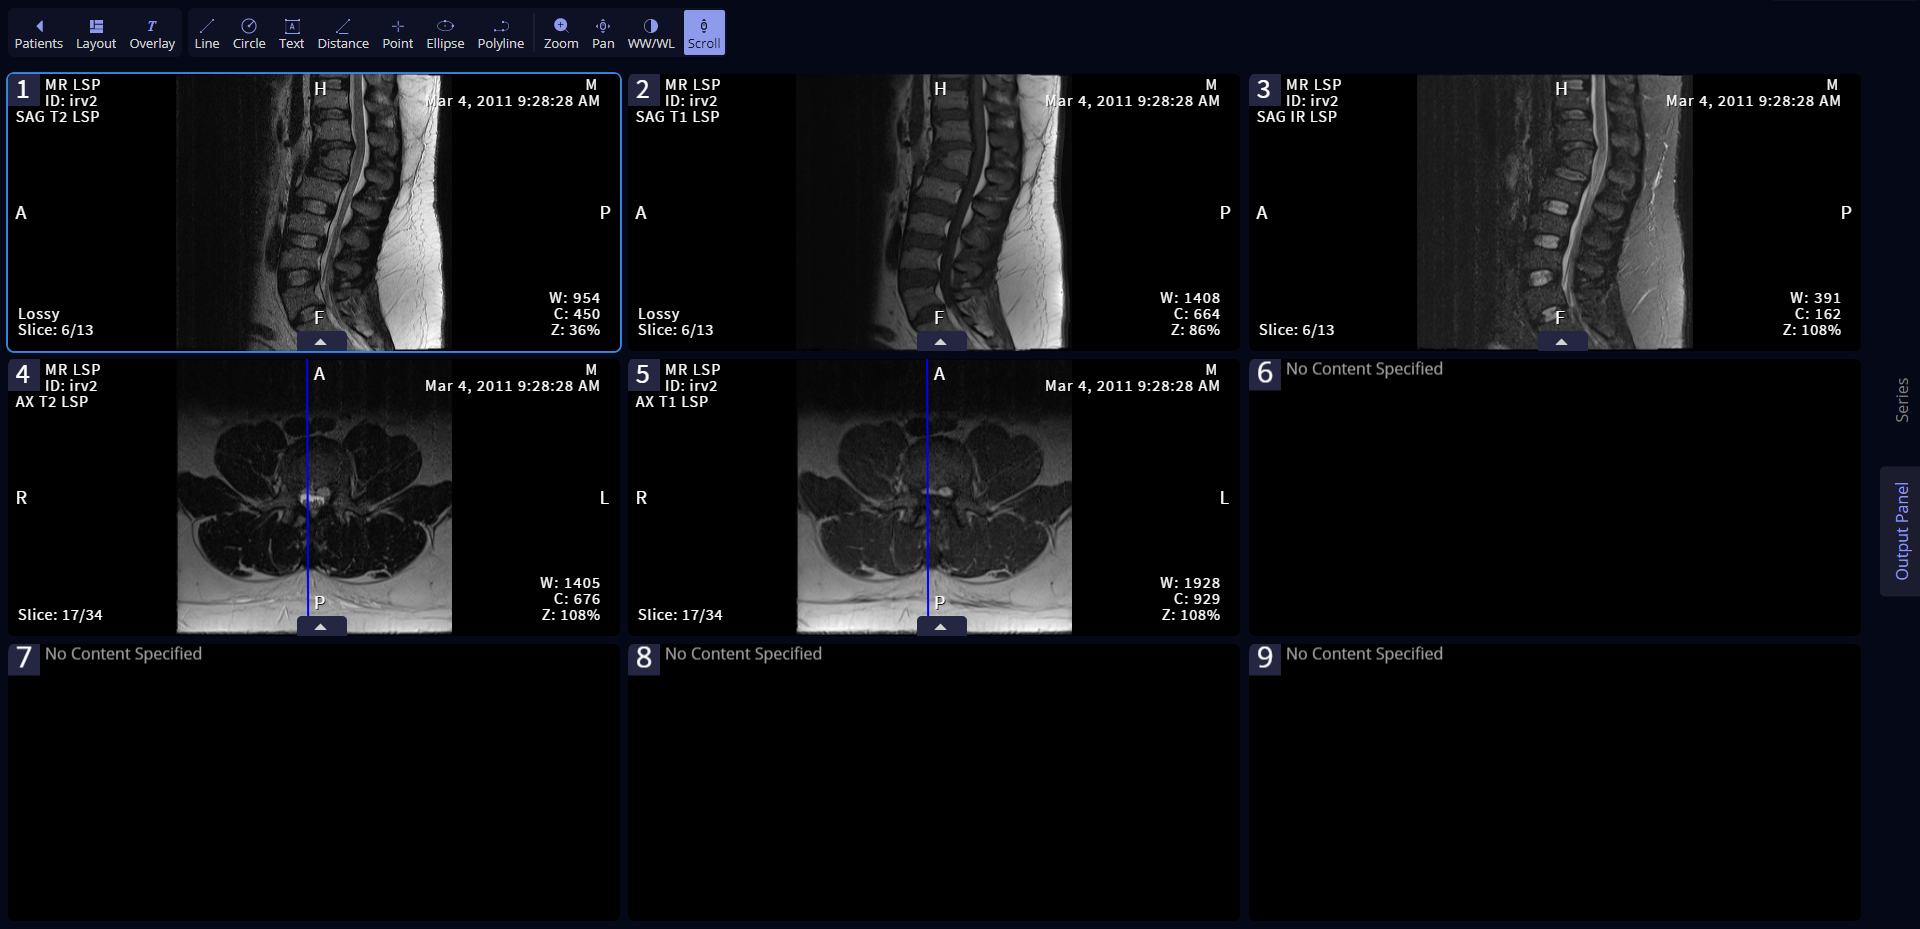 Patients Layout Overlay Line Circle Text Distance Point Ellipse Polyline Zoom Pan WW/WL Scroll
1
MR LSP
ID: irv2
SAG T2 LSP
H
M
Mar 4, 2011 9:28:28 AM
A
P
Lossy
Slice: 6/13
F
W: 954
C: 450
Z: 36%
2
MR LSP
ID: irv2
SAG T1 LSP
H
M
Mar 4, 2011 9:28:28 AM
A
P
Lossy
Slice: 6/13
F
W: 1408
C: 664
Z: 86%
3
MR LSP
ID: irv2
SAG IR LSP
H
M
Mar 4, 2011 9:28:28 AM
A
P
Slice: 6/13
F
W: 391
C: 162
Z: 108%
4
MR LSP
ID: irv2
AX T2 LSP
A
M
Mar 4, 2011 9:28:28 AM
R
L
Slice: 17/34
P
W: 1405
C: 676
Z: 108%
5
MR LSP
ID: irv2
AX T1 LSP
A
M
Mar 4, 2011 9:28:28 AM
R
L
Slice: 17/34
P
W: 1928
C: 929
Z: 108%
6
No Content Specified
7
No Content Specified
8
No Content Specified
9
No Content Specified
Series
Output Panel